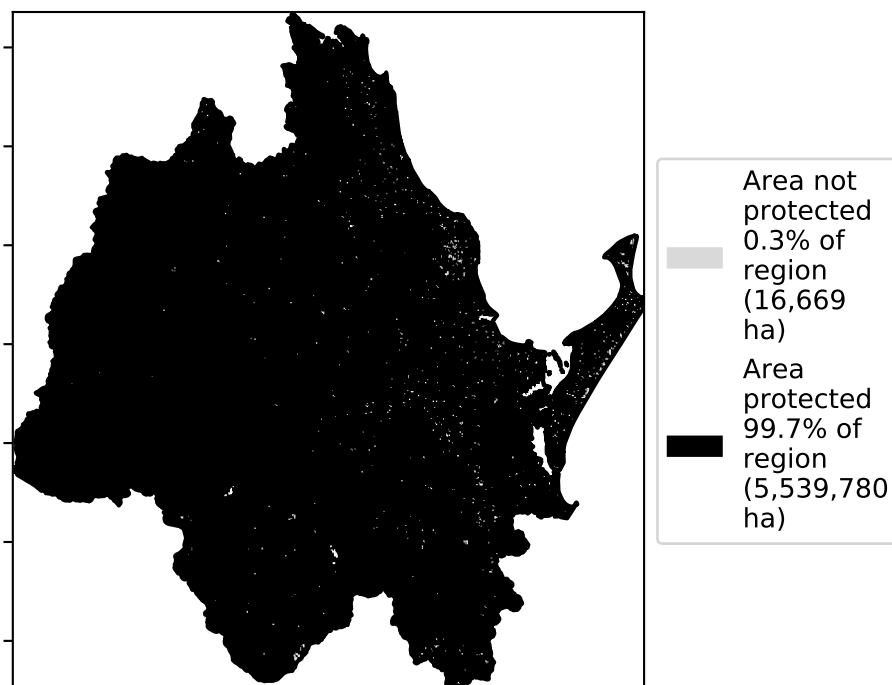 Area not
protected
0.3% of
region
(16,669
ha)
Area
protected
99.7% of
region
(5,539,780
ha)